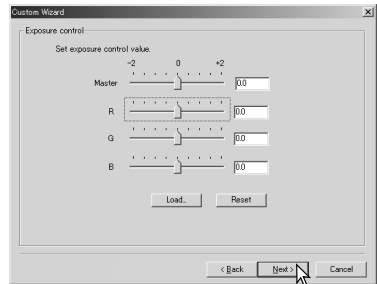 Custom Wizard
Exposure control
Set exposure control value.
-2 0 +2
Master 0.0
R 0.0
G 0.0
B 0.0
Load... Reset
< Back Next > Cancel